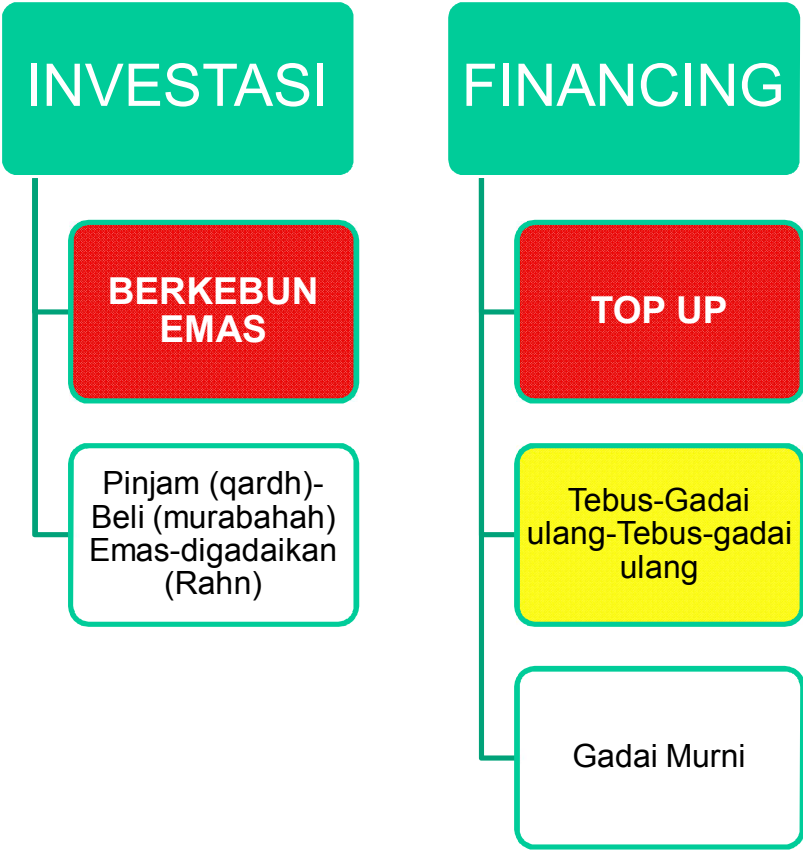 INVESTASI
BERKEBUN
EMAS
Pinjam (qardh)-
Beli (murabahah)
Emas-digadaikan
(Rahn)
FINANCING
TOP UP
Tebus-Gadai
ulang-Tebus-gadai
ulang
Gadai Murni